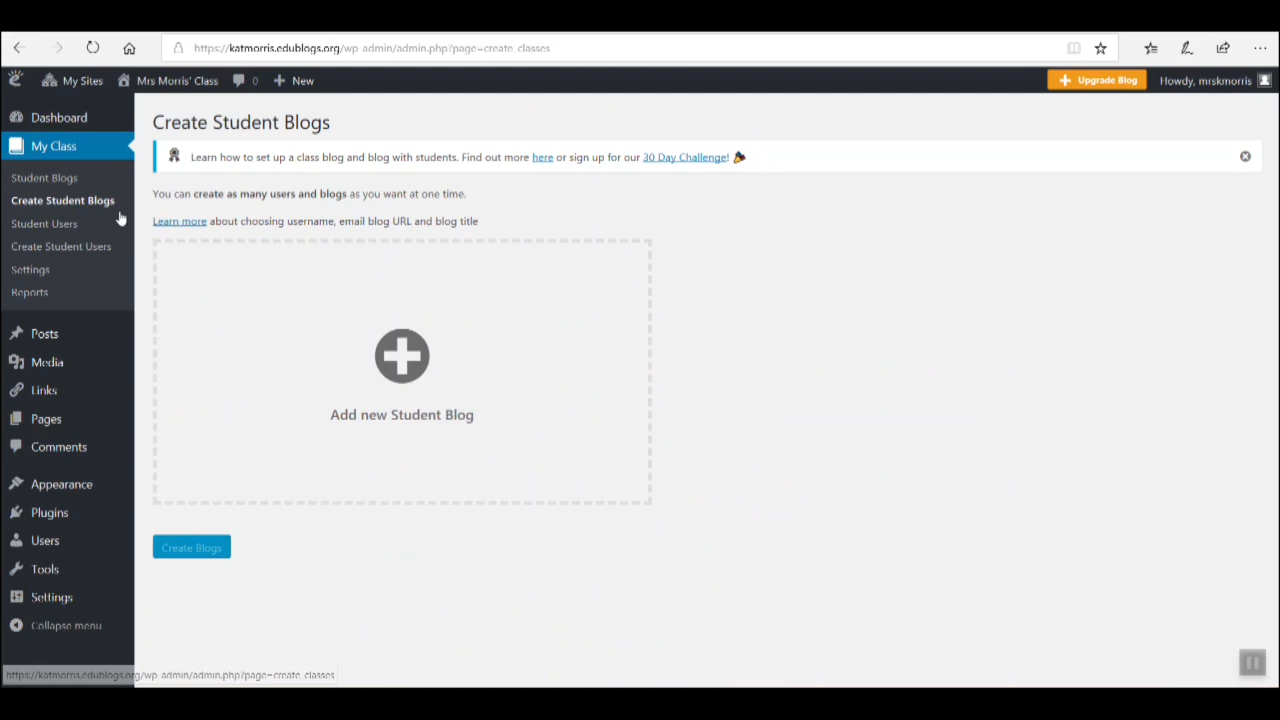 https://katmorris.edublogs.org/wp-admin/admin.php?page=create_classes
My Sites
Mrs Morris' Class
0
New
Upgrade Blog
Howdy, mrskmorris
Dashboard
My Class
Student Blogs
Create Student Blogs
Student Users
Create Student Users
Settings
Reports
Posts
Media
Links
Pages
Comments
Appearance
Plugins
Users
Tools
Settings
Collapse menu
Create Student Blogs
Learn how to set up a class blog and blog with students. Find out more here or sign up for our 30 Day Challenge!
You can create as many users and blogs as you want at one time.
Learn more about choosing username, email blog URL and blog title
Add new Student Blog
Create Blogs
https://katmorris.edublogs.org/wp-admin/admin.php?page=create_classes